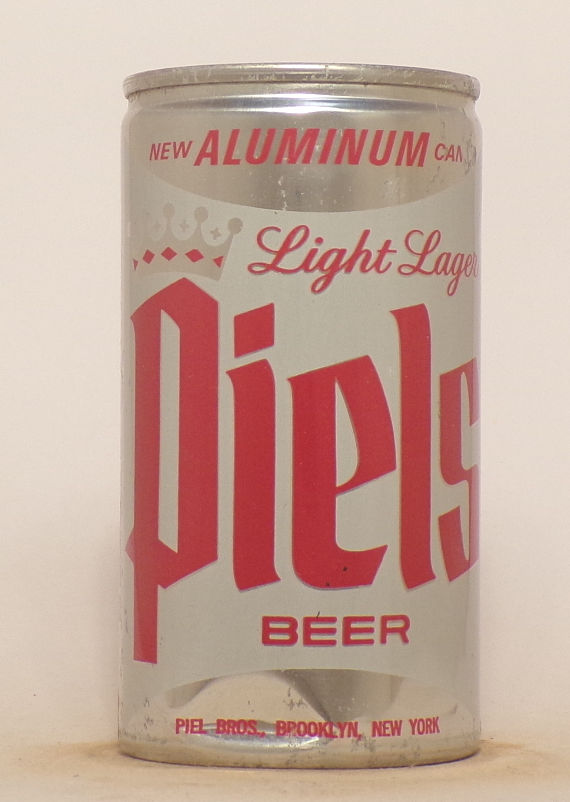 NEW ALUMINUM CAN
Light Lager
Piels
BEER
PIEL BROS., BROOKLYN, NEW YORK